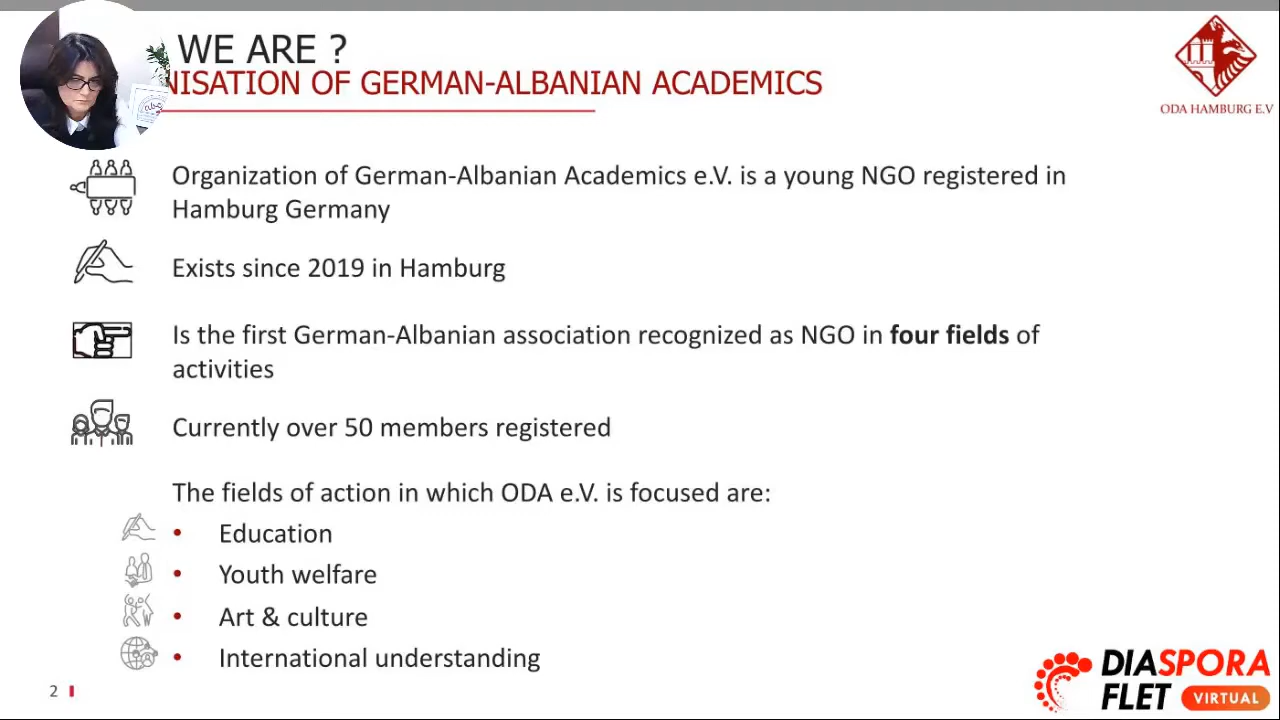 WE ARE ?
NISATION OF GERMAN-ALBANIAN ACADEMICS
ODA HAMBURG E.V
Organization of German-Albanian Academics e.V. is a young NGO registered in
Hamburg Germany
Exists since 2019 in Hamburg
Is the first German-Albanian association recognized as NGO in four fields of
activities
Currently over 50 members registered
The fields of action in which ODA e.V. is focused are:
• Education
• Youth welfare
• Art & culture
• International understanding
2
DIASPORA
FLET VIRTUAL